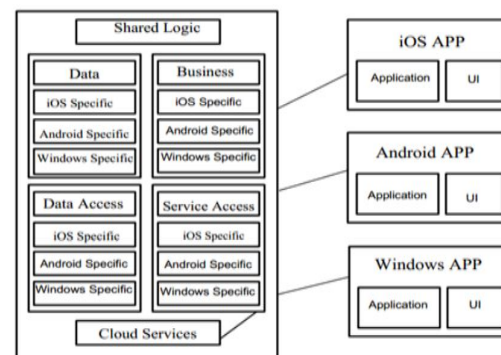 Shared Logic
Data
iOS Specific
Android Specific
Windows Specific
Business
iOS Specific
Android Specific
Windows Specific
Data Access
iOS Specific
Android Specific
Windows Specific
Service Access
iOS Specific
Android Specific
Windows Specific
Cloud Services
iOS APP
Application
UI
Android APP
Application
UI
Windows APP
Application
UI